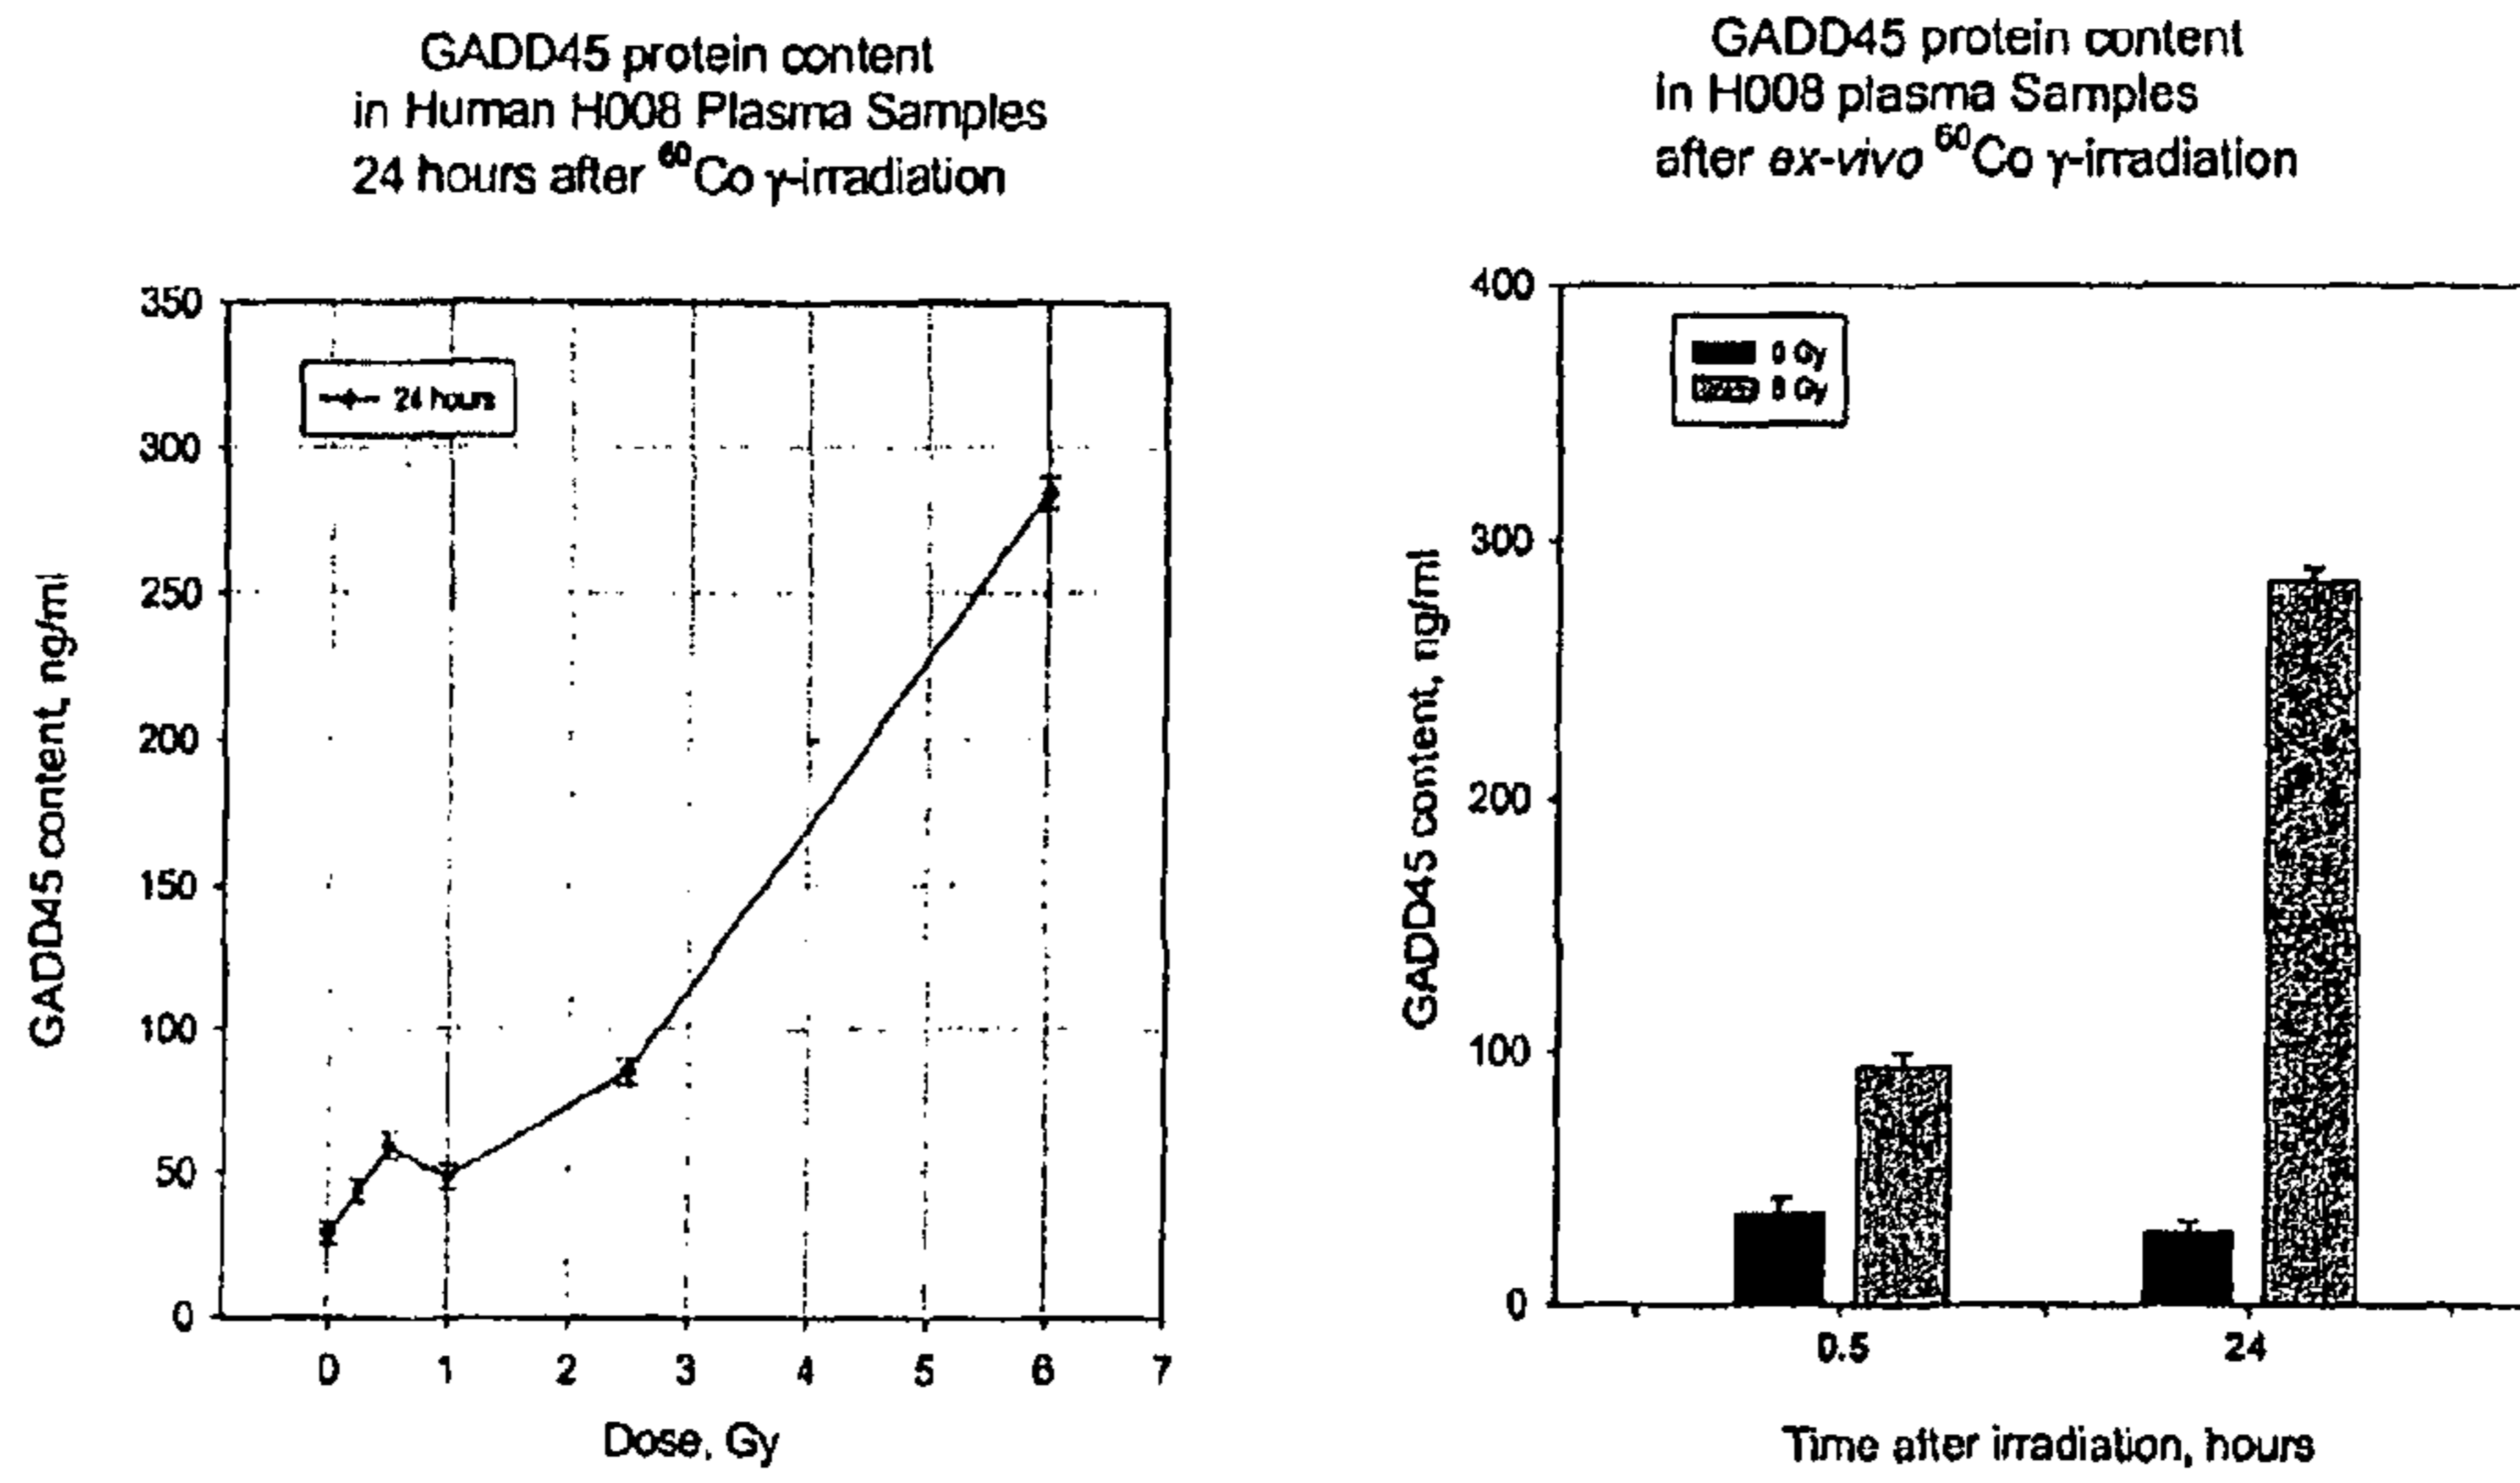 GADD45 protein content
in Human H008 Plasma Samples
24 hours after ⁶⁰Co γ-irradiation
350
300
250
200
150
100
50
0
24 hours
GADD45 content, ng/ml
0
1
2
3
4
5
6
7
Dose, Gy
GADD45 protein content
in H008 plasma Samples
after ex-vivo ⁶⁰Co γ-irradiation
400
300
200
100
0
0 Gy
Gy
GADD45 content, ng/ml
0.5
24
Time after irradiation, hours